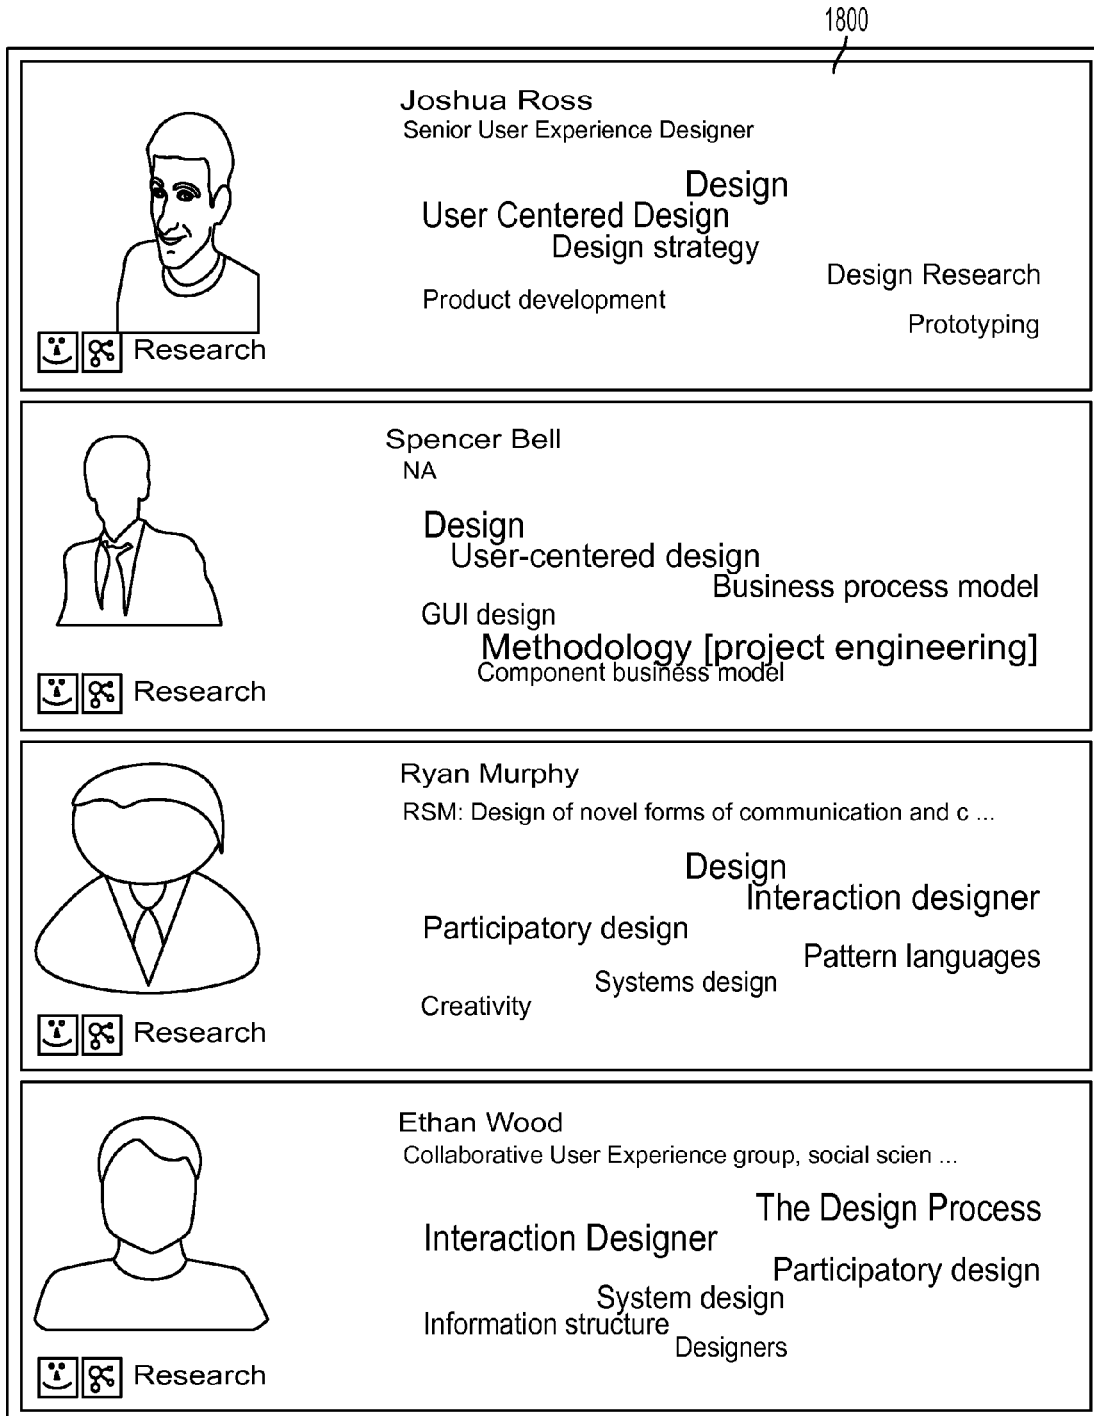 1800
Joshua Ross
Senior User Experience Designer
Design
User Centered Design
Design strategy
Design Research
Product development
Prototyping
Research
Spencer Bell
NA
Design
User-centered design
Business process model
GUI design
Methodology [project engineering]
Component business model
Research
Ryan Murphy
RSM: Design of novel forms of communication and c ...
Design
Interaction designer
Participatory design
Pattern languages
Systems design
Creativity
Research
Ethan Wood
Collaborative User Experience group, social scien ...
The Design Process
Interaction Designer
Participatory design
System design
Information structure
Designers
Research